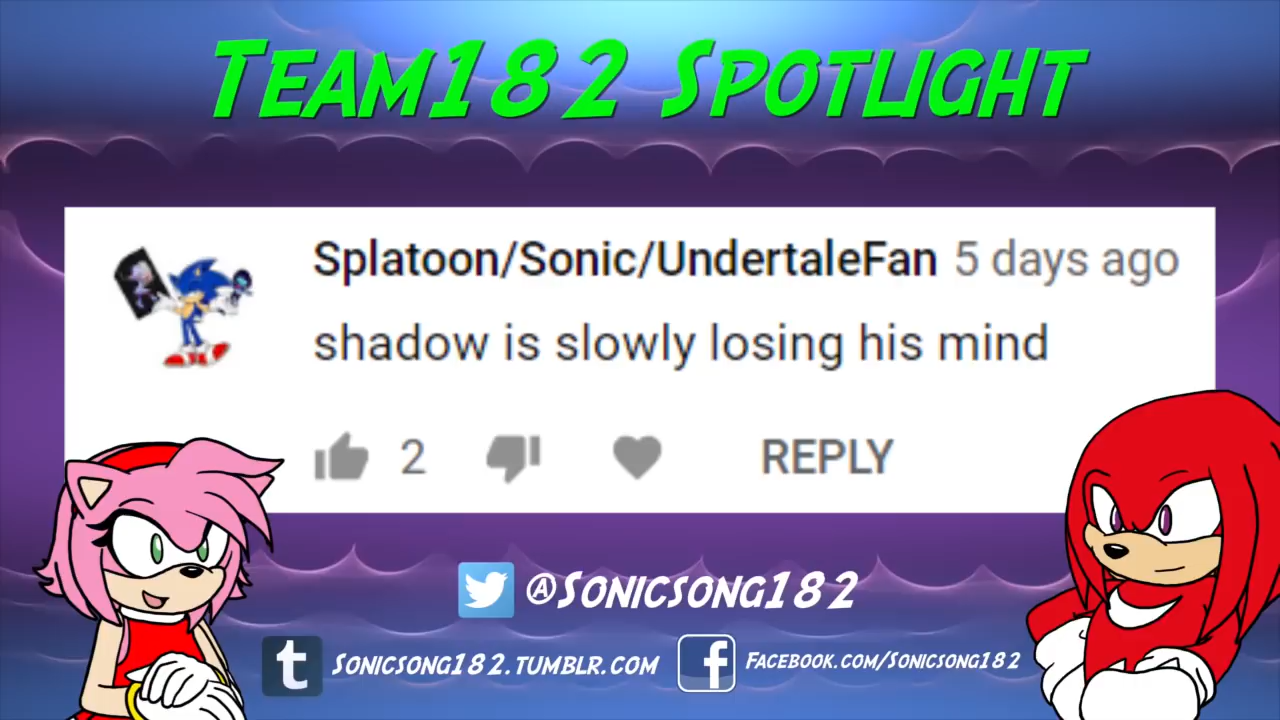 Team182 Spotlight
Splatoon/Sonic/UndertaleFan 5 days ago
shadow is slowly losing his mind
2 REPLY
@Sonicsong182
Sonicsong182.tumblr.com Facebook.com/Sonicsong182